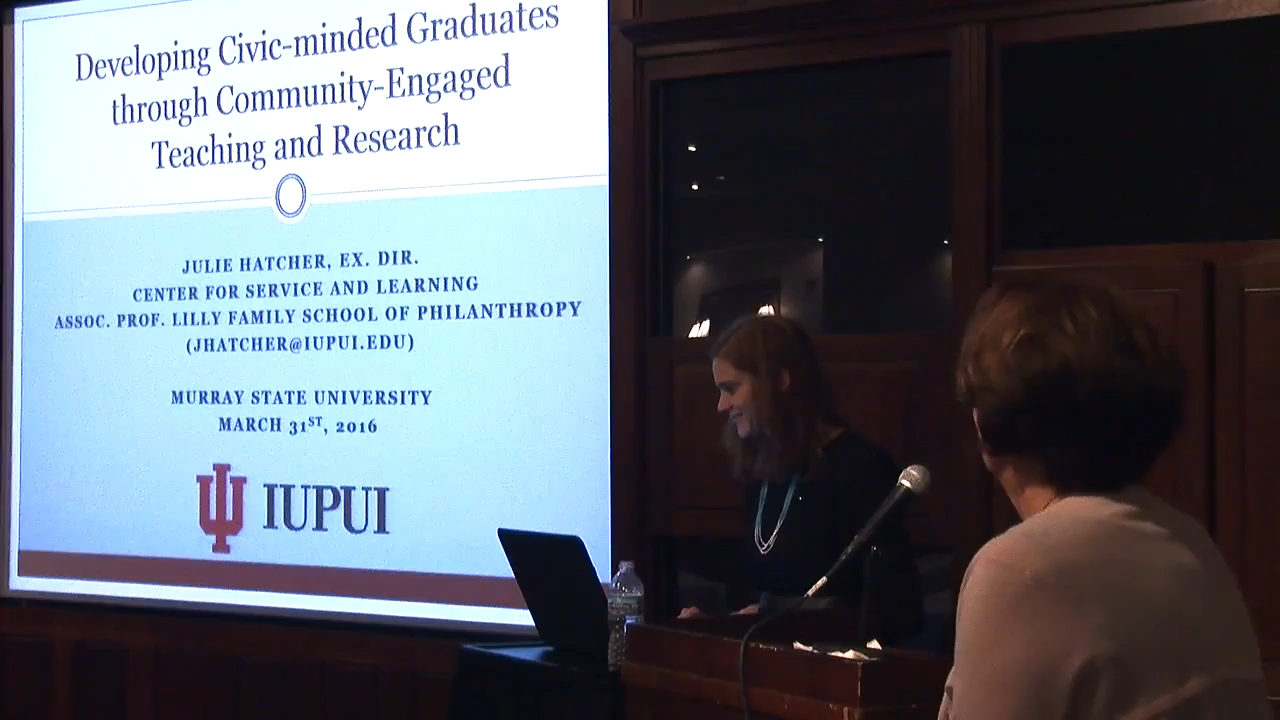 Developing Civic-minded Graduates
through Community-Engaged
Teaching and Research
JULIE HATCHER, EX. DIR.
CENTER FOR SERVICE AND LEARNING
ASSOC. PROF. LILLY FAMILY SCHOOL OF PHILANTHROPY
(JHATCHER@IUPUI.EDU)
MURRAY STATE UNIVERSITY
MARCH 31ST, 2016
IUPUI